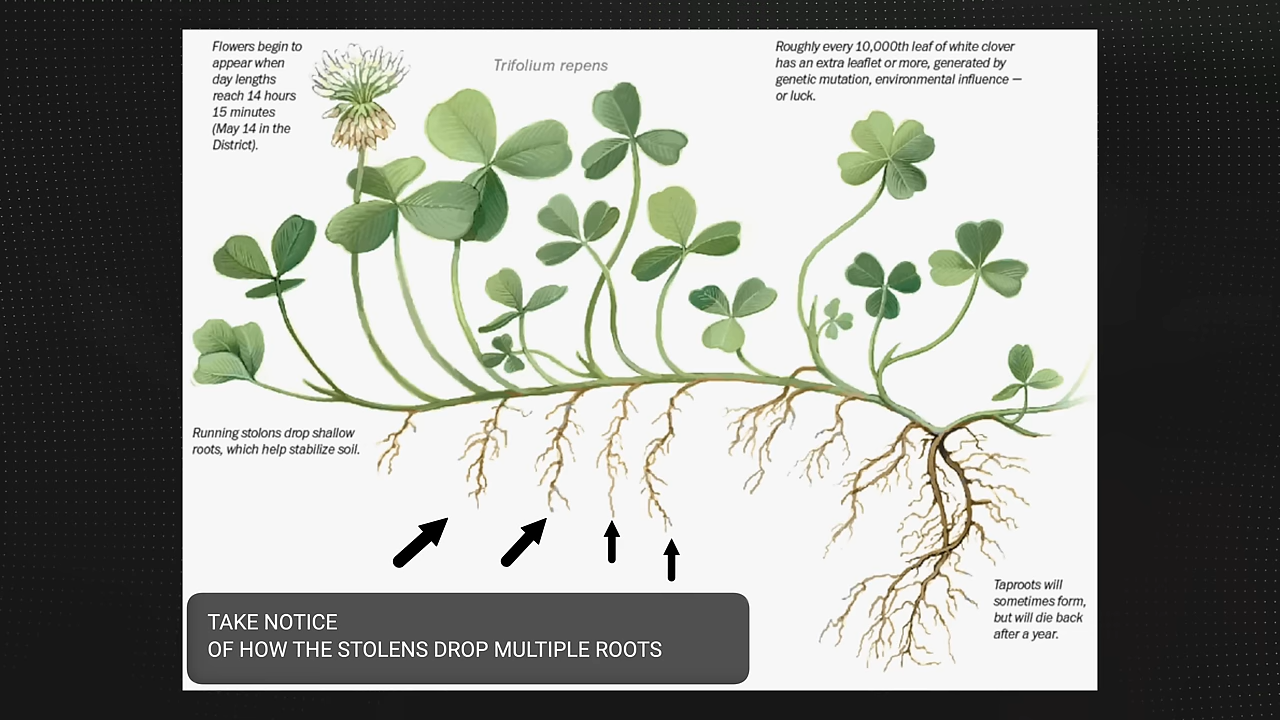 Flowers begin to
appear when
day lengths
reach 14 hours
15 minutes
(May 14 in the
District).
Trifolium repens
Roughly every 10,000th leaf of white clover
has an extra leaflet or more, generated by
genetic mutation, environmental influence —
or luck.
Running stolons drop shallow
roots, which help stabilize soil.
Taproots will
sometimes form,
but will die back
after a year.
TAKE NOTICE
OF HOW THE STOLENS DROP MULTIPLE ROOTS